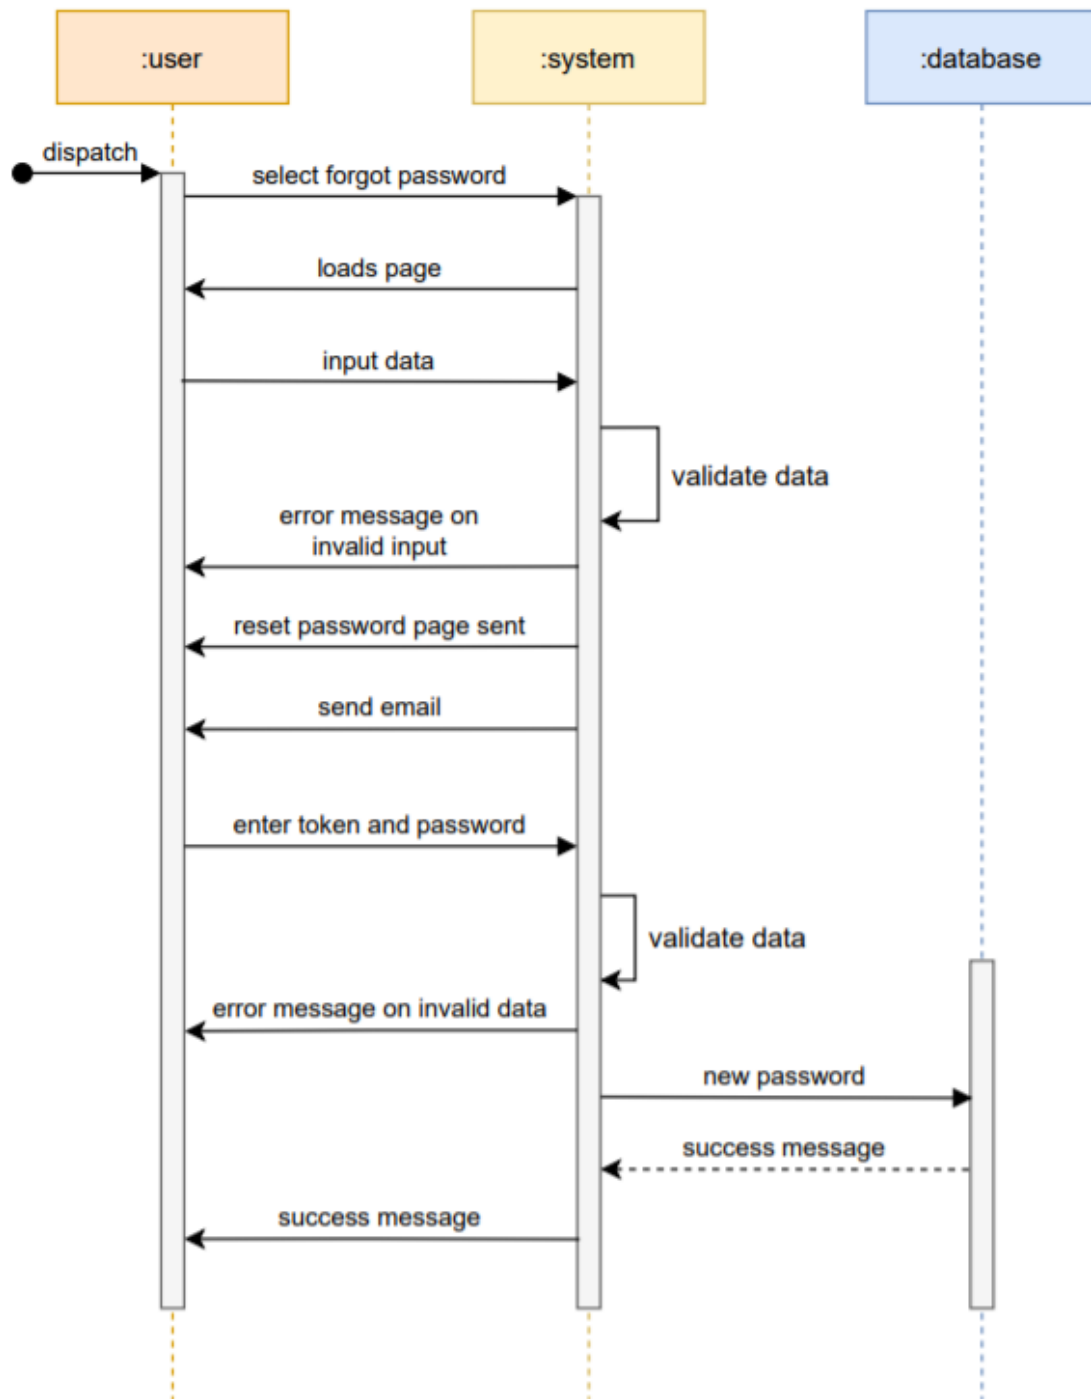 :user
:system
:database
dispatch
select forgot password
loads page
input data
validate data
error message on
invalid input
reset password page sent
send email
enter token and password
validate data
error message on invalid data
new password
success message
success message